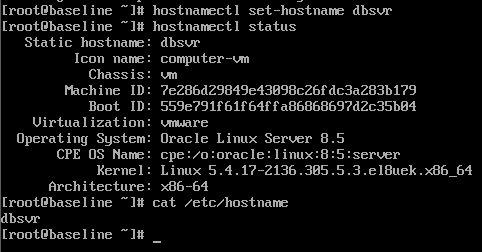 [root@baseline ~]# hostnamectl set-hostname dbsvr
[root@baseline ~]# hostnamectl status
Static hostname: dbsvr
Icon name: computer-vm
Chassis: vm
Machine ID: 7e286d29849e43098c26fdc3a283b179
Boot ID: 559e791f61f64ffa86868697d2c35b04
Virtualization: vmware
Operating System: Oracle Linux Server 8.5
CPE OS Name: cpe:/o:oracle:linux:8:5:server
Kernel: Linux 5.4.17-2136.305.5.3.el8uek.x86_64
Architecture: x86-64
[root@baseline ~]# cat /etc/hostname
dbsvr
[root@baseline ~]# _